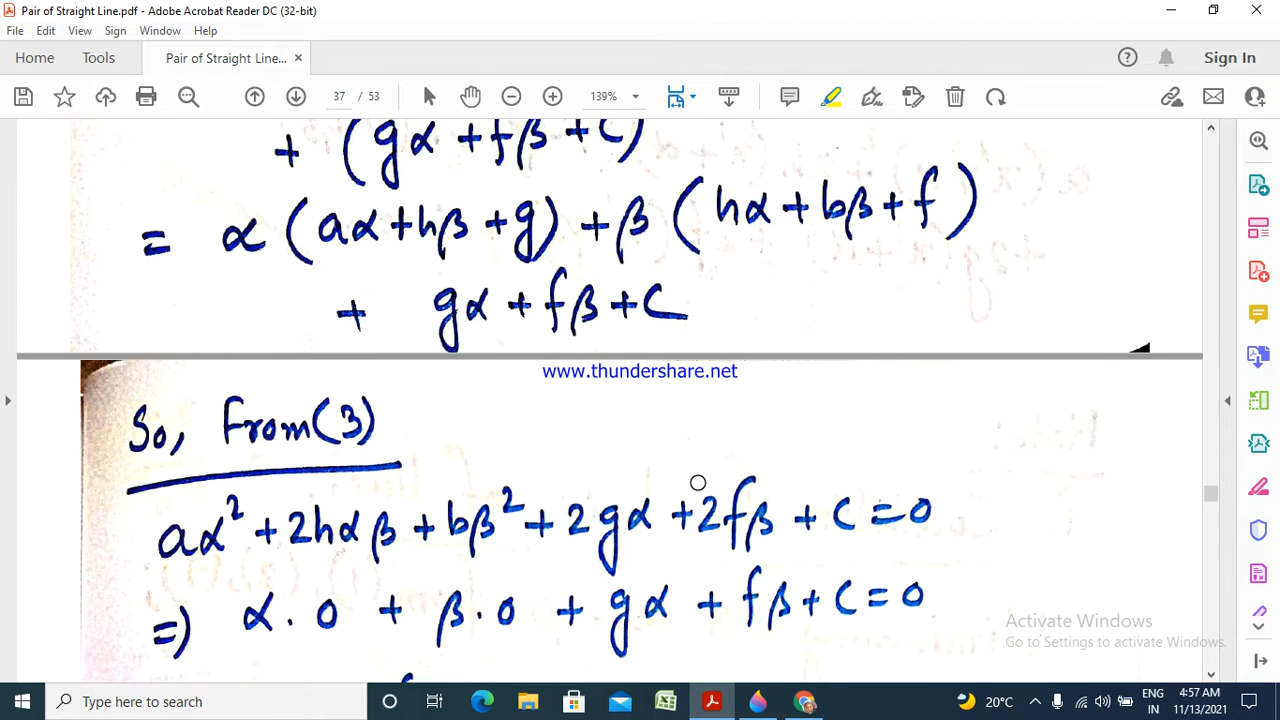 Pair of Straight Line.pdf - Adobe Acrobat Reader DC (32-bit)
File Edit View Sign Window Help
Home Tools Pair of Straight Line... × Sign In
37 / 53 139%
+ (gα + fβ + c)
= α (aα + hβ + g) + β (hα + bβ + f)
+ gα + fβ + c
www.thundershare.net
So, From (3)
aα² + 2hαβ + bβ² + 2gα + 2fβ + c = 0
=) α . 0 + β . 0 + gα + fβ + c = 0
Activate Windows
Go to Settings to activate Windows.
Type here to search
20°C ENG 4:57 AM
IN 11/13/2021